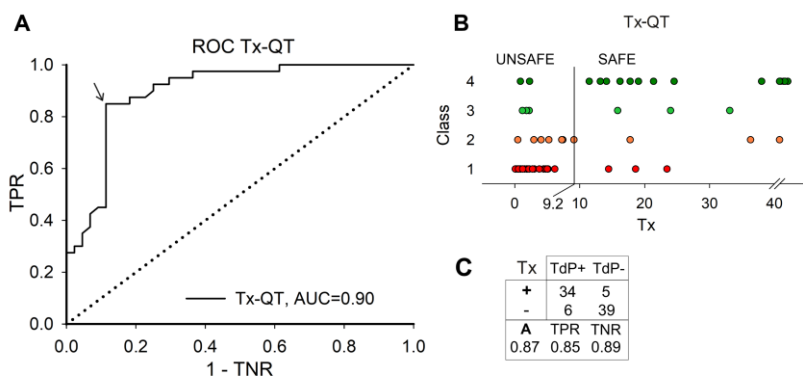 A
ROC Tx-QT
1.0
0.8
0.6
0.4
0.2
0.0
TPR
Tx-QT, AUC=0.90
0.0 0.2 0.4 0.6 0.8 1.0
1 - TNR
B
Tx-QT
UNSAFE SAFE
4
3
2
1
Class
0 9.2 10 20 30 40
Tx
C
Tx TdP+ TdP-
+ 34 5
- 6 39
A TPR TNR
0.87 0.85 0.89